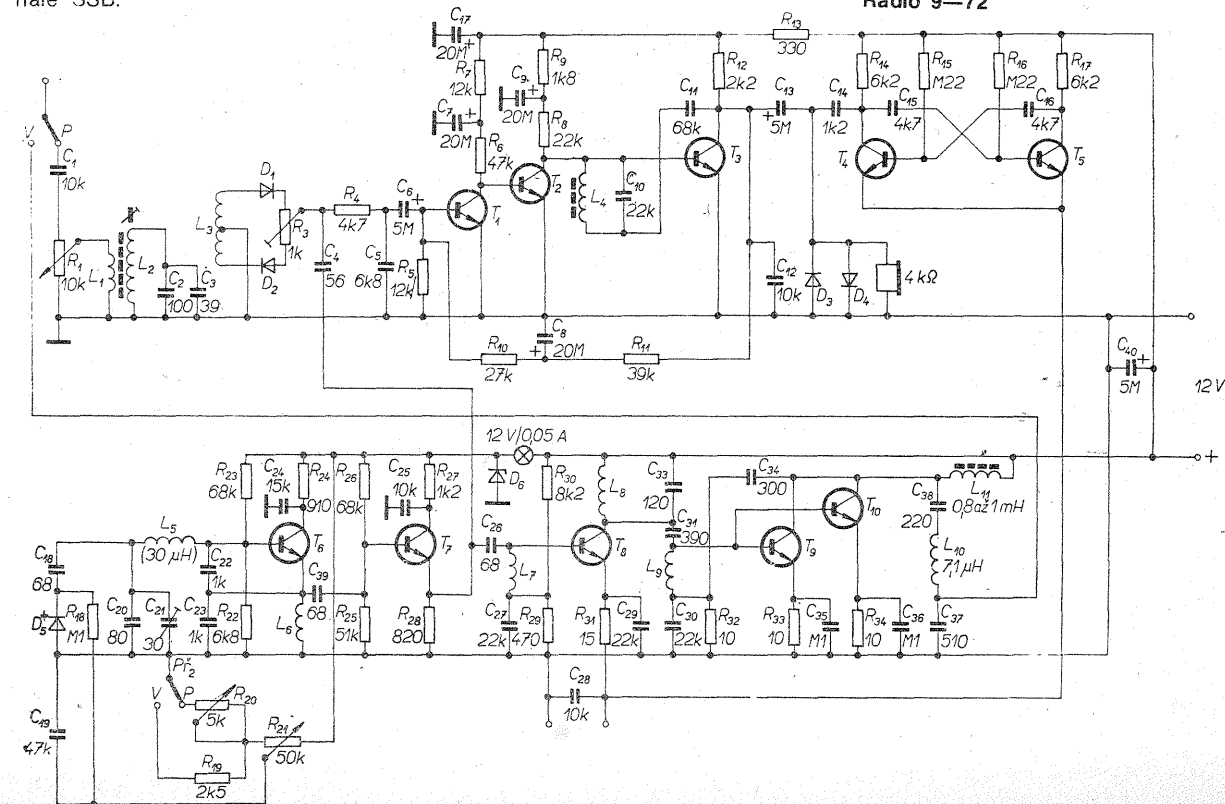 nále SSB.
Radio 9—72
C17
20M +
R7
12k
C7 +
20M
R6
47k
C9 +
20M
R9
1k8
R8
22k
R13
330
R12
2k2
C11
68k
C13
+ 5M
C14
1k2
R14
6k2
R15
M22
R16
M22
R17
6k2
C15
4k7
C16
4k7
V P
C1
10k
R1
10k
L1
L2
C2
100
C3
39
L3
D1
D2
R3
1k
R4
4k7
C4
56
C5
6k8
C6 +
5M
R5
12k
T1
T2
L4
C10
22k
T3
T4
T5
C12
10k
D3
D4
4 kΩ
C8
+ 20M
R10
27k
R11
39k
C40 +
5M
12 V
+
12 V/0,05 A
R23
68k
C24
15k
R24
910
R26
68k
C25
10k
R27
1k2
D6
R30
8k2
L8
C33
120
C34
300
T10
C38
220
L11
0,8 až 1 mH
L5
(30 µH)
T6
T7
C26
68
T8
C31
390
T9
L10
7,1 µH
C18
68
D5
+
R18
M1
C20
80
C21
30
C22
1k
C23
1k
R22
6k8
L6
C39
68
R25
51k
R28
820
L7
C27
22k
R29
470
R31
15
C29
22k
L9
C30
22k
R32
10
R33
10
C35
M1
R34
10
C36
M1
C37
510
Př2
V P
R20
5k
C19
47k
R21
50k
R19
2k5
C28
10k